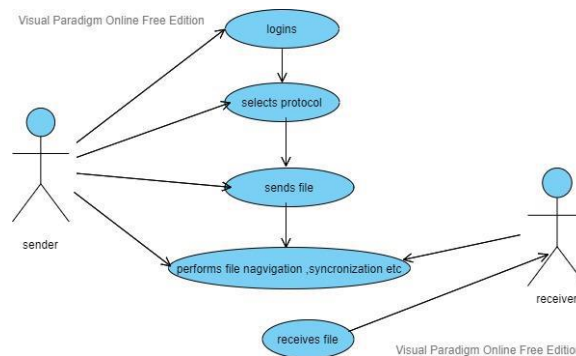 Visual Paradigm Online Free Edition
logins
selects protocol
sends file
sender
performs file nagvigation ,syncronization etc
receiver
receives file
Visual Paradigm Online Free Edition